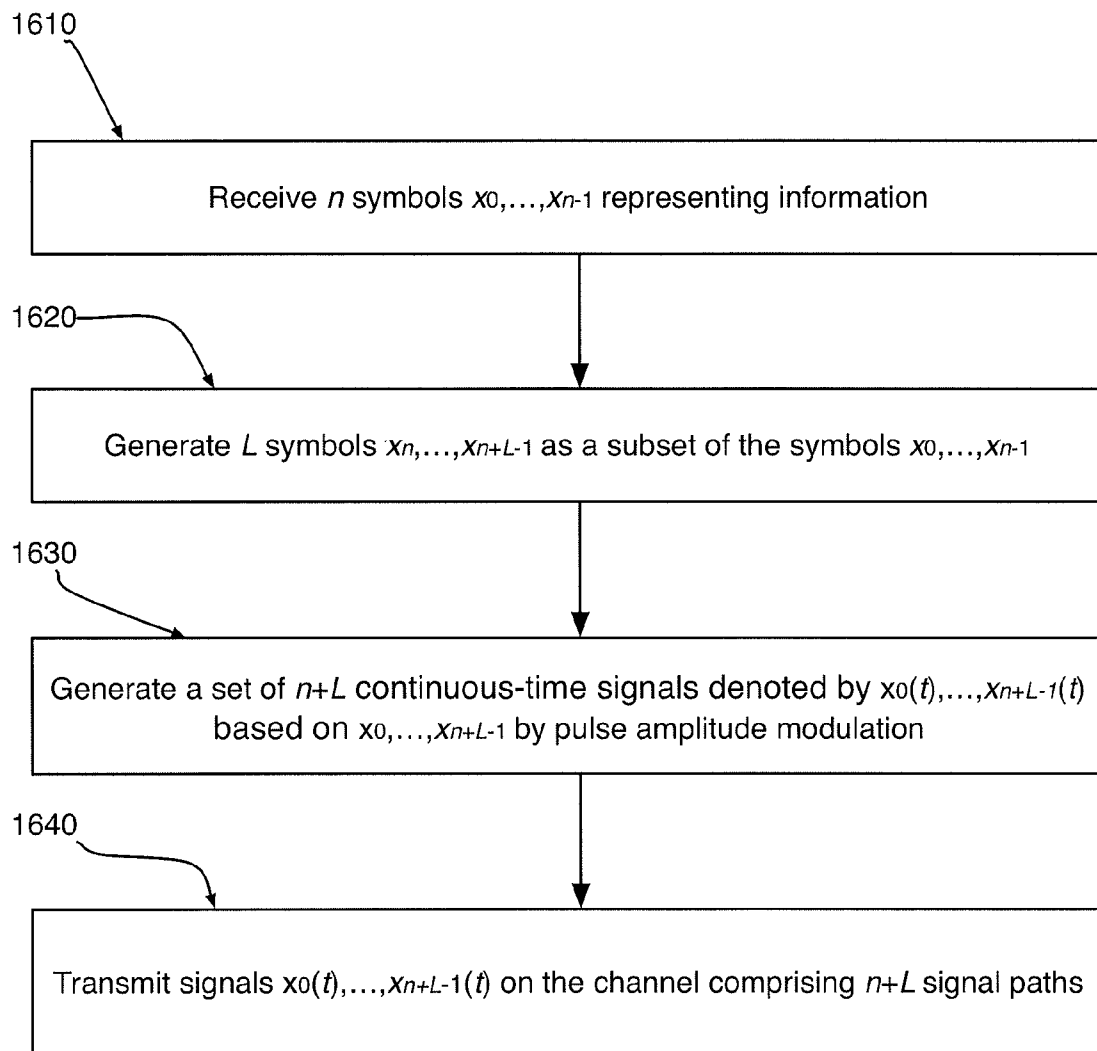 1610
Receive n symbols x0,...,xn-1 representing information
1620
Generate L symbols xn,...,xn+L-1 as a subset of the symbols x0,...,xn-1
1630
Generate a set of n+L continuous-time signals denoted by x0(t),...,xn+L-1(t)
based on x0,...,xn+L-1 by pulse amplitude modulation
1640
Transmit signals x0(t),...,xn+L-1(t) on the channel comprising n+L signal paths